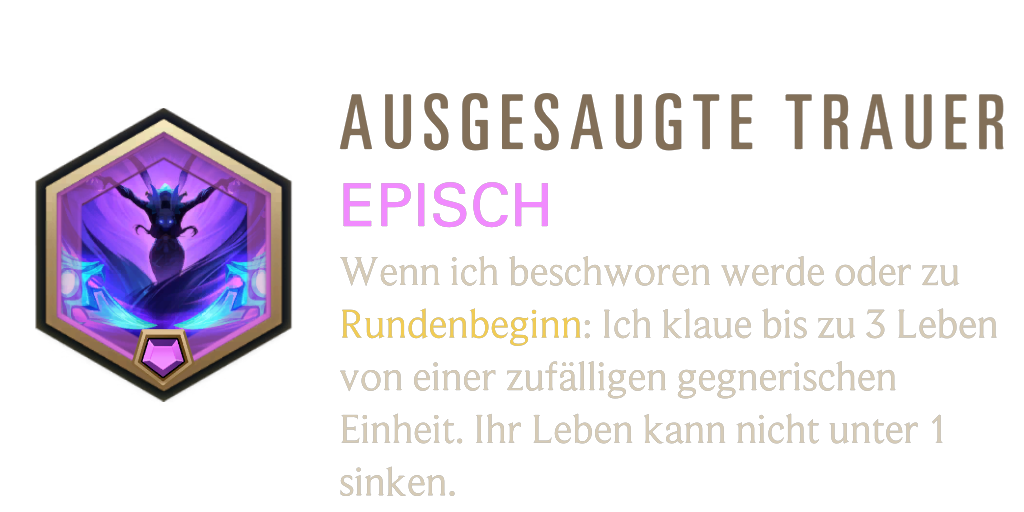 AUSGESAUGTE TRAUER
EPISCH
Wenn ich beschworen werde oder zu
Rundenbeginn: Ich klaue bis zu 3 Leben
von einer zufälligen gegnerischen
Einheit. Ihr Leben kann nicht unter 1
sinken.